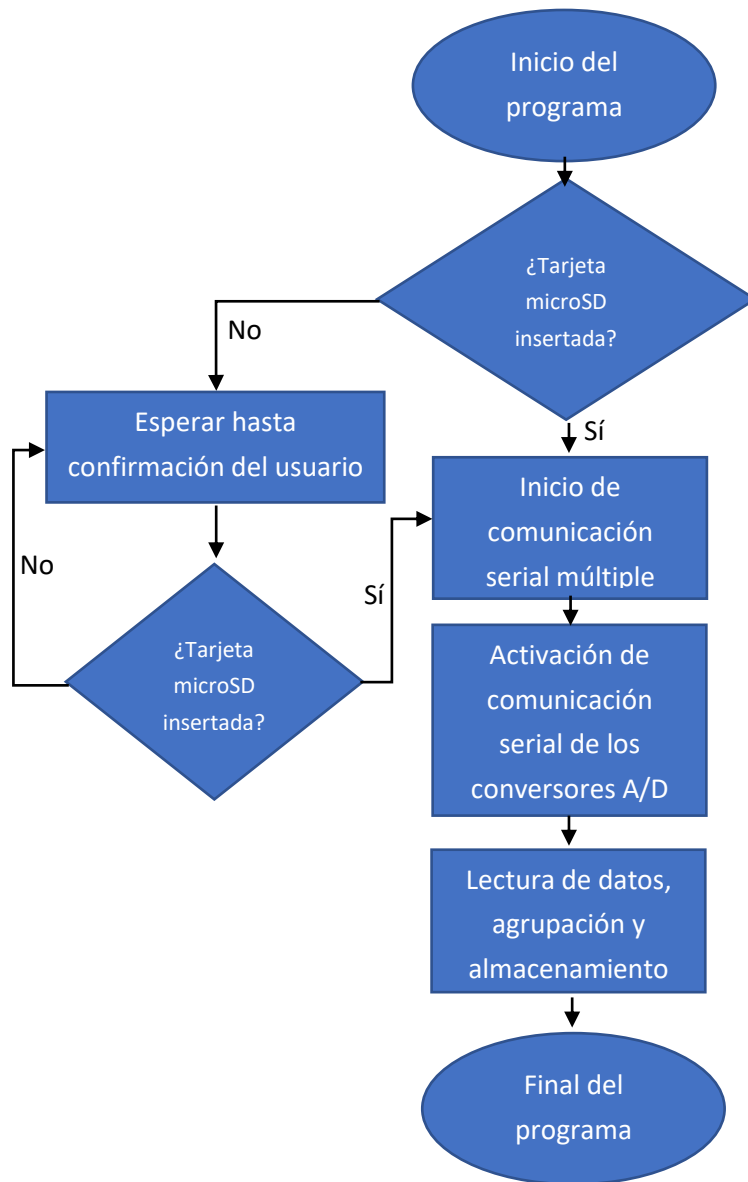 Inicio del
programa
¿Tarjeta
microSD
insertada?
No
Sí
Esperar hasta
confirmación del usuario
Inicio de
comunicación
serial múltiple
No
Sí
¿Tarjeta
microSD
insertada?
Activación de
comunicación
serial de los
conversores A/D
Lectura de datos,
agrupación y
almacenamiento
Final del
programa